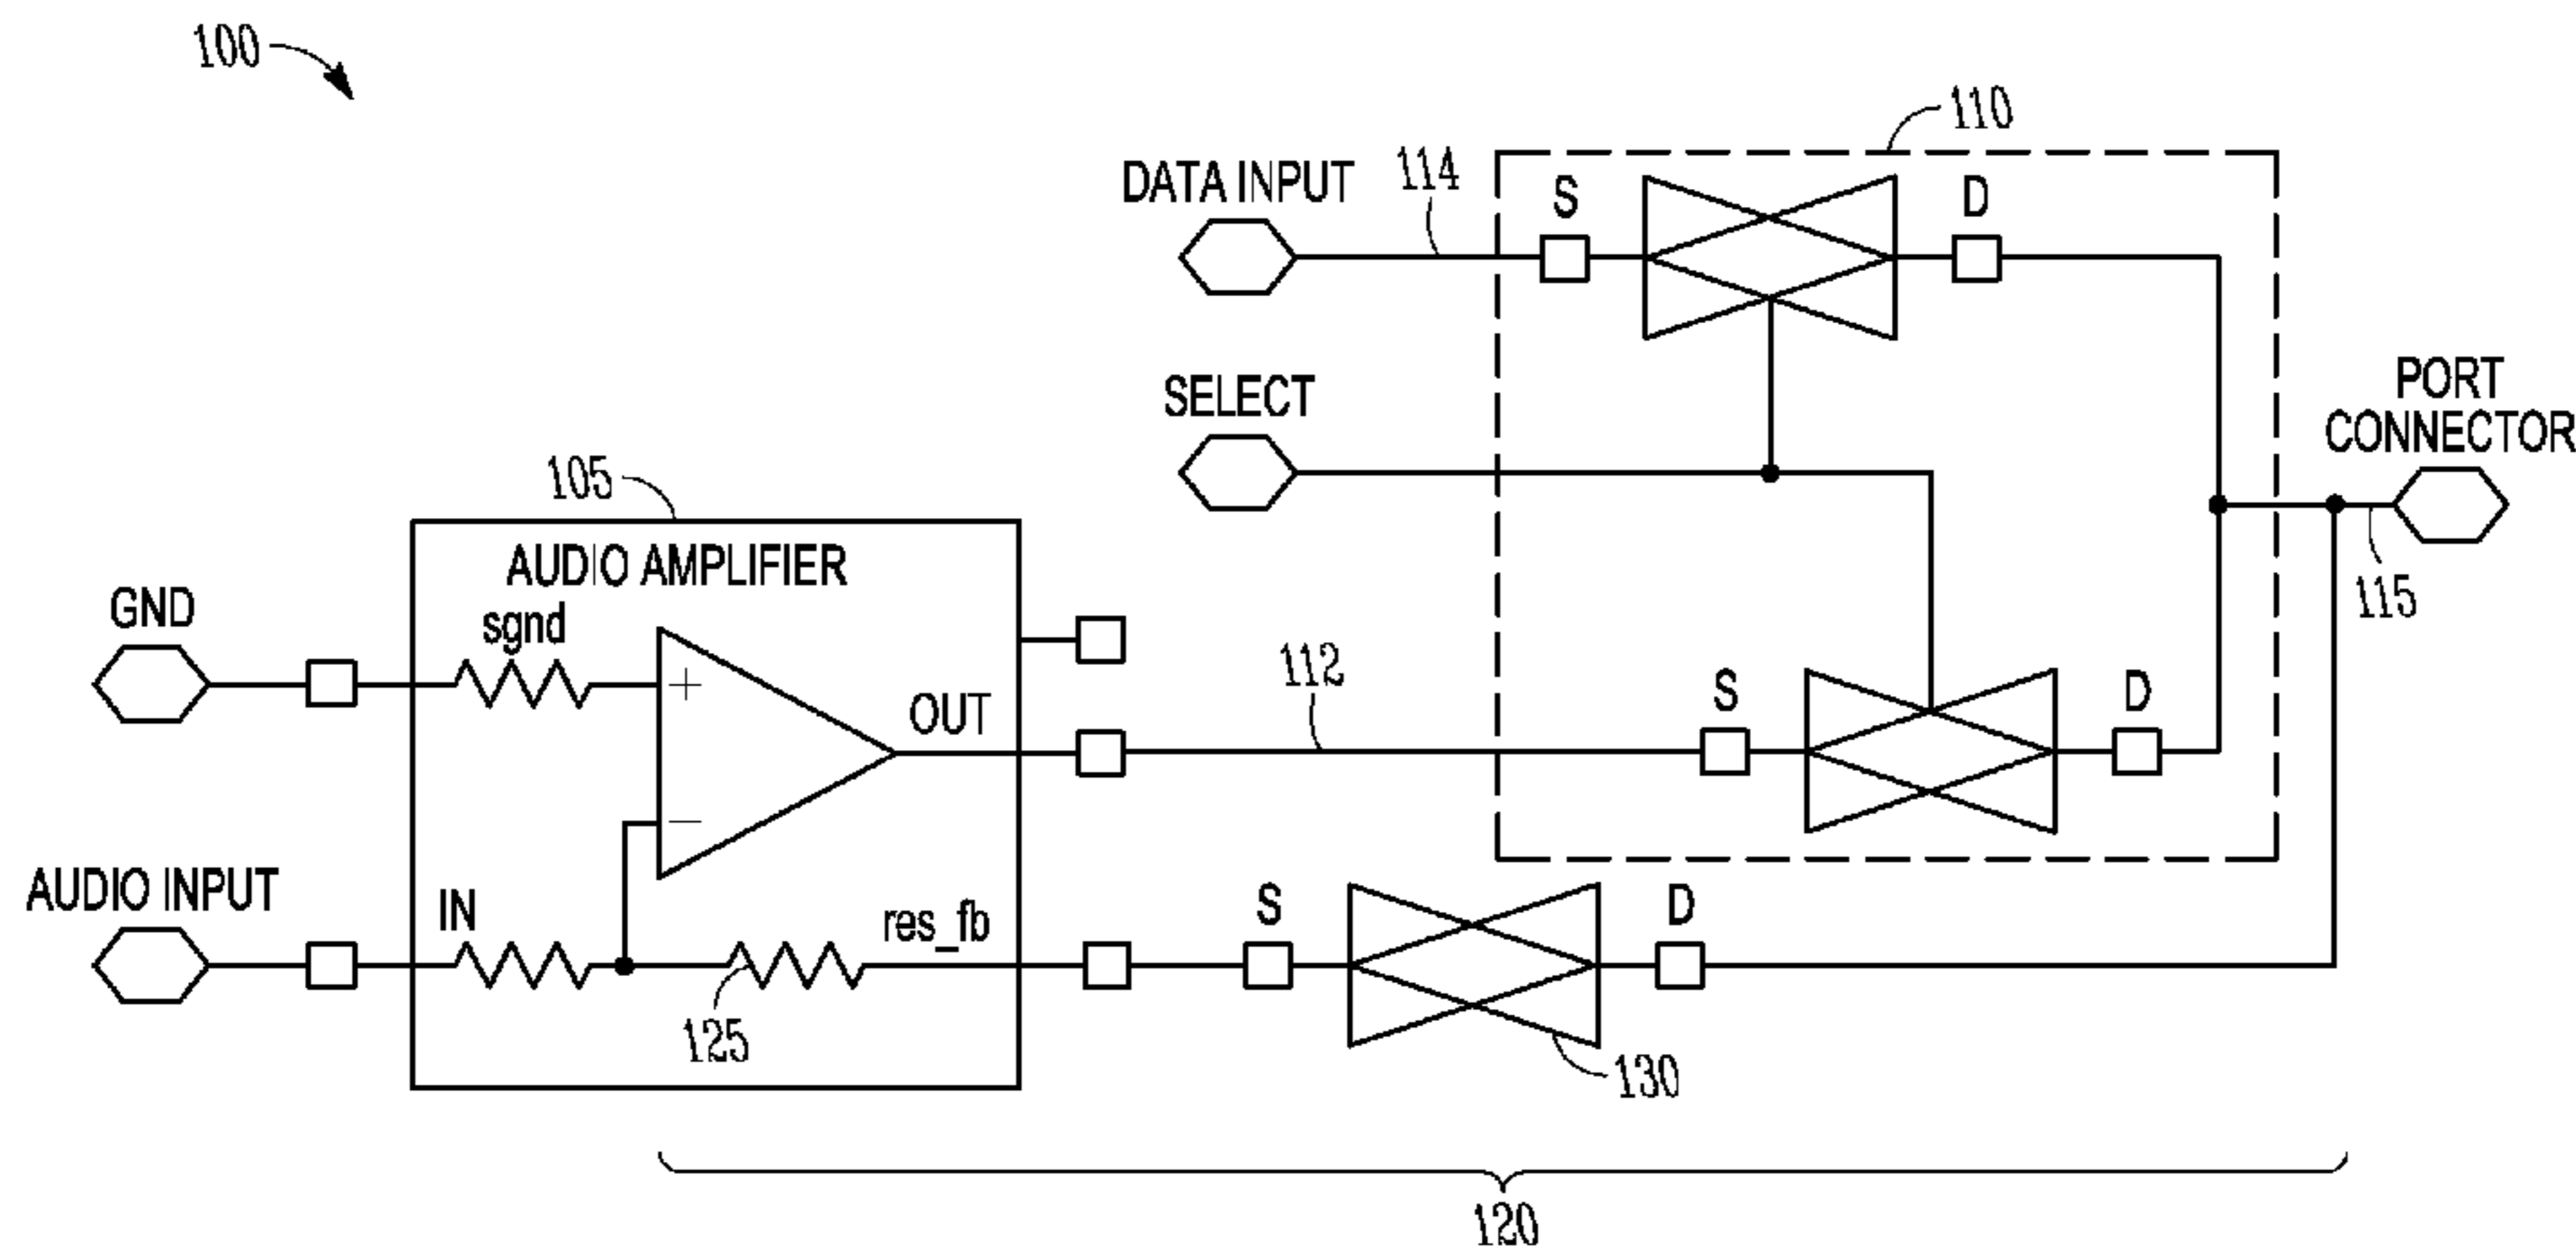 100
110
DATA INPUT
114
S
D
SELECT
PORT
CONNECTOR
105
AUDIO AMPLIFIER
115
GND
sgnd
+
112
S
D
OUT
−
AUDIO INPUT
IN
res_fb
S
D
125
130
120